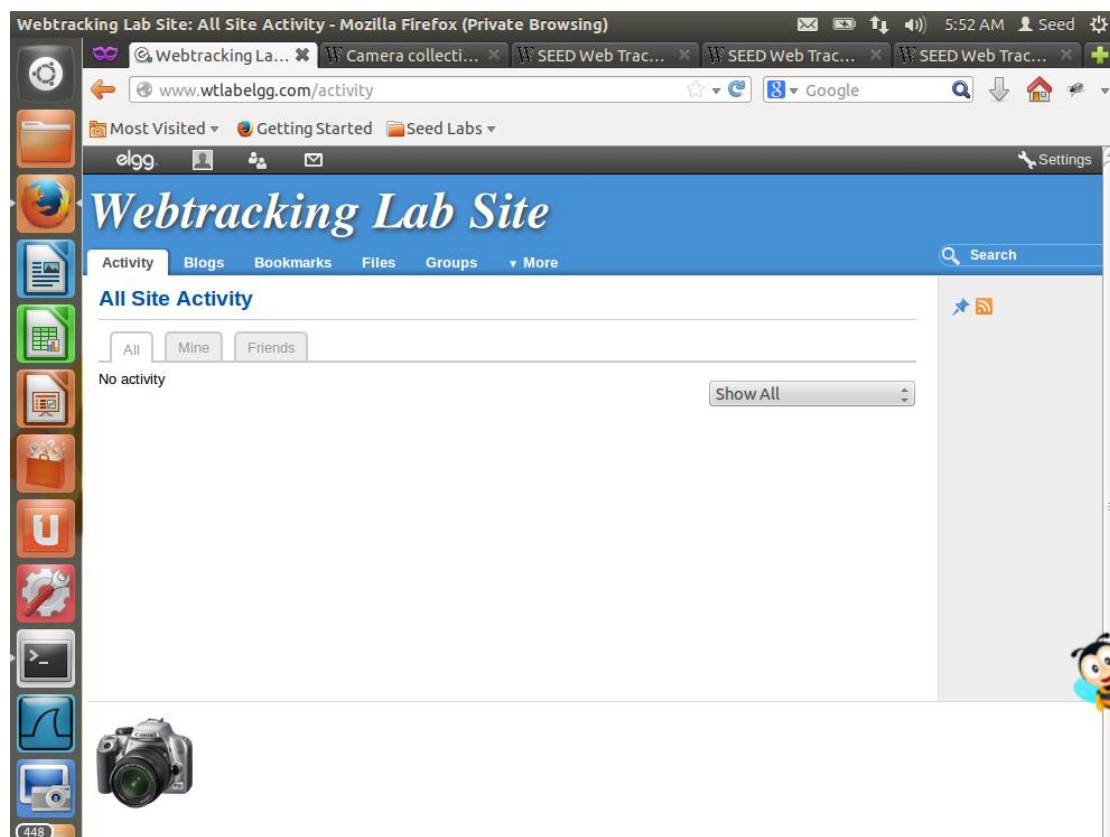 Webtracking Lab Site: All Site Activity - Mozilla Firefox (Private Browsing) 5:52 AM Seed
Webtracking La... Camera collecti... SEED Web Trac... SEED Web Trac... SEED Web Trac...
www.wtlabelgg.com/activity Google
Most Visited Getting Started Seed Labs
elgg. Settings
Webtracking Lab Site
Activity Blogs Bookmarks Files Groups More Search
All Site Activity
All Mine Friends
No activity
Show All
Canon
448